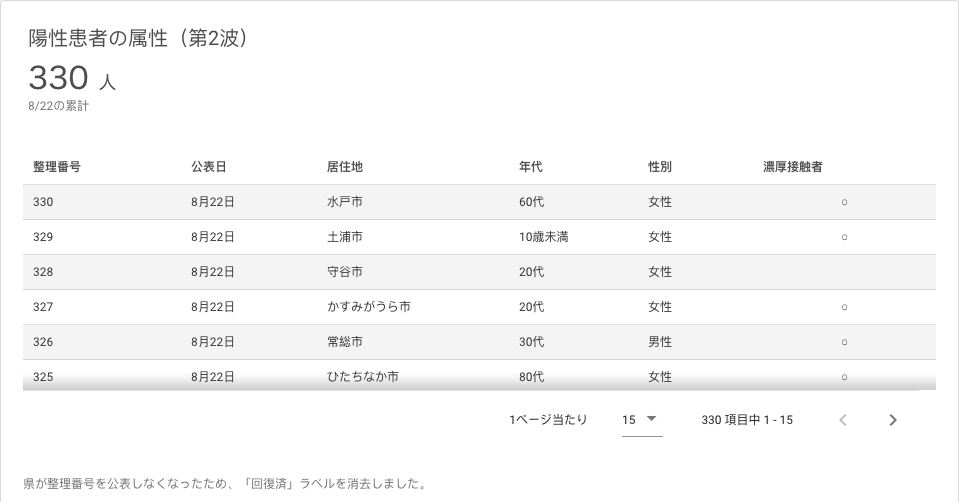 陽性患者の属性（第2波）
330 人
8/22の累計
整理番号 公表日 居住地 年代 性別 濃厚接触者
330 8月22日 水戸市 60代 女性 ○
329 8月22日 土浦市 10歳未満 女性 ○
328 8月22日 守谷市 20代 女性
327 8月22日 かすみがうら市 20代 女性 ○
326 8月22日 常総市 30代 男性 ○
325 8月22日 ひたちなか市 80代 女性 ○
1ページ当たり 15 330 項目中 1 - 15
県が整理番号を公表しなくなったため、「回復済」ラベルを消去しました。